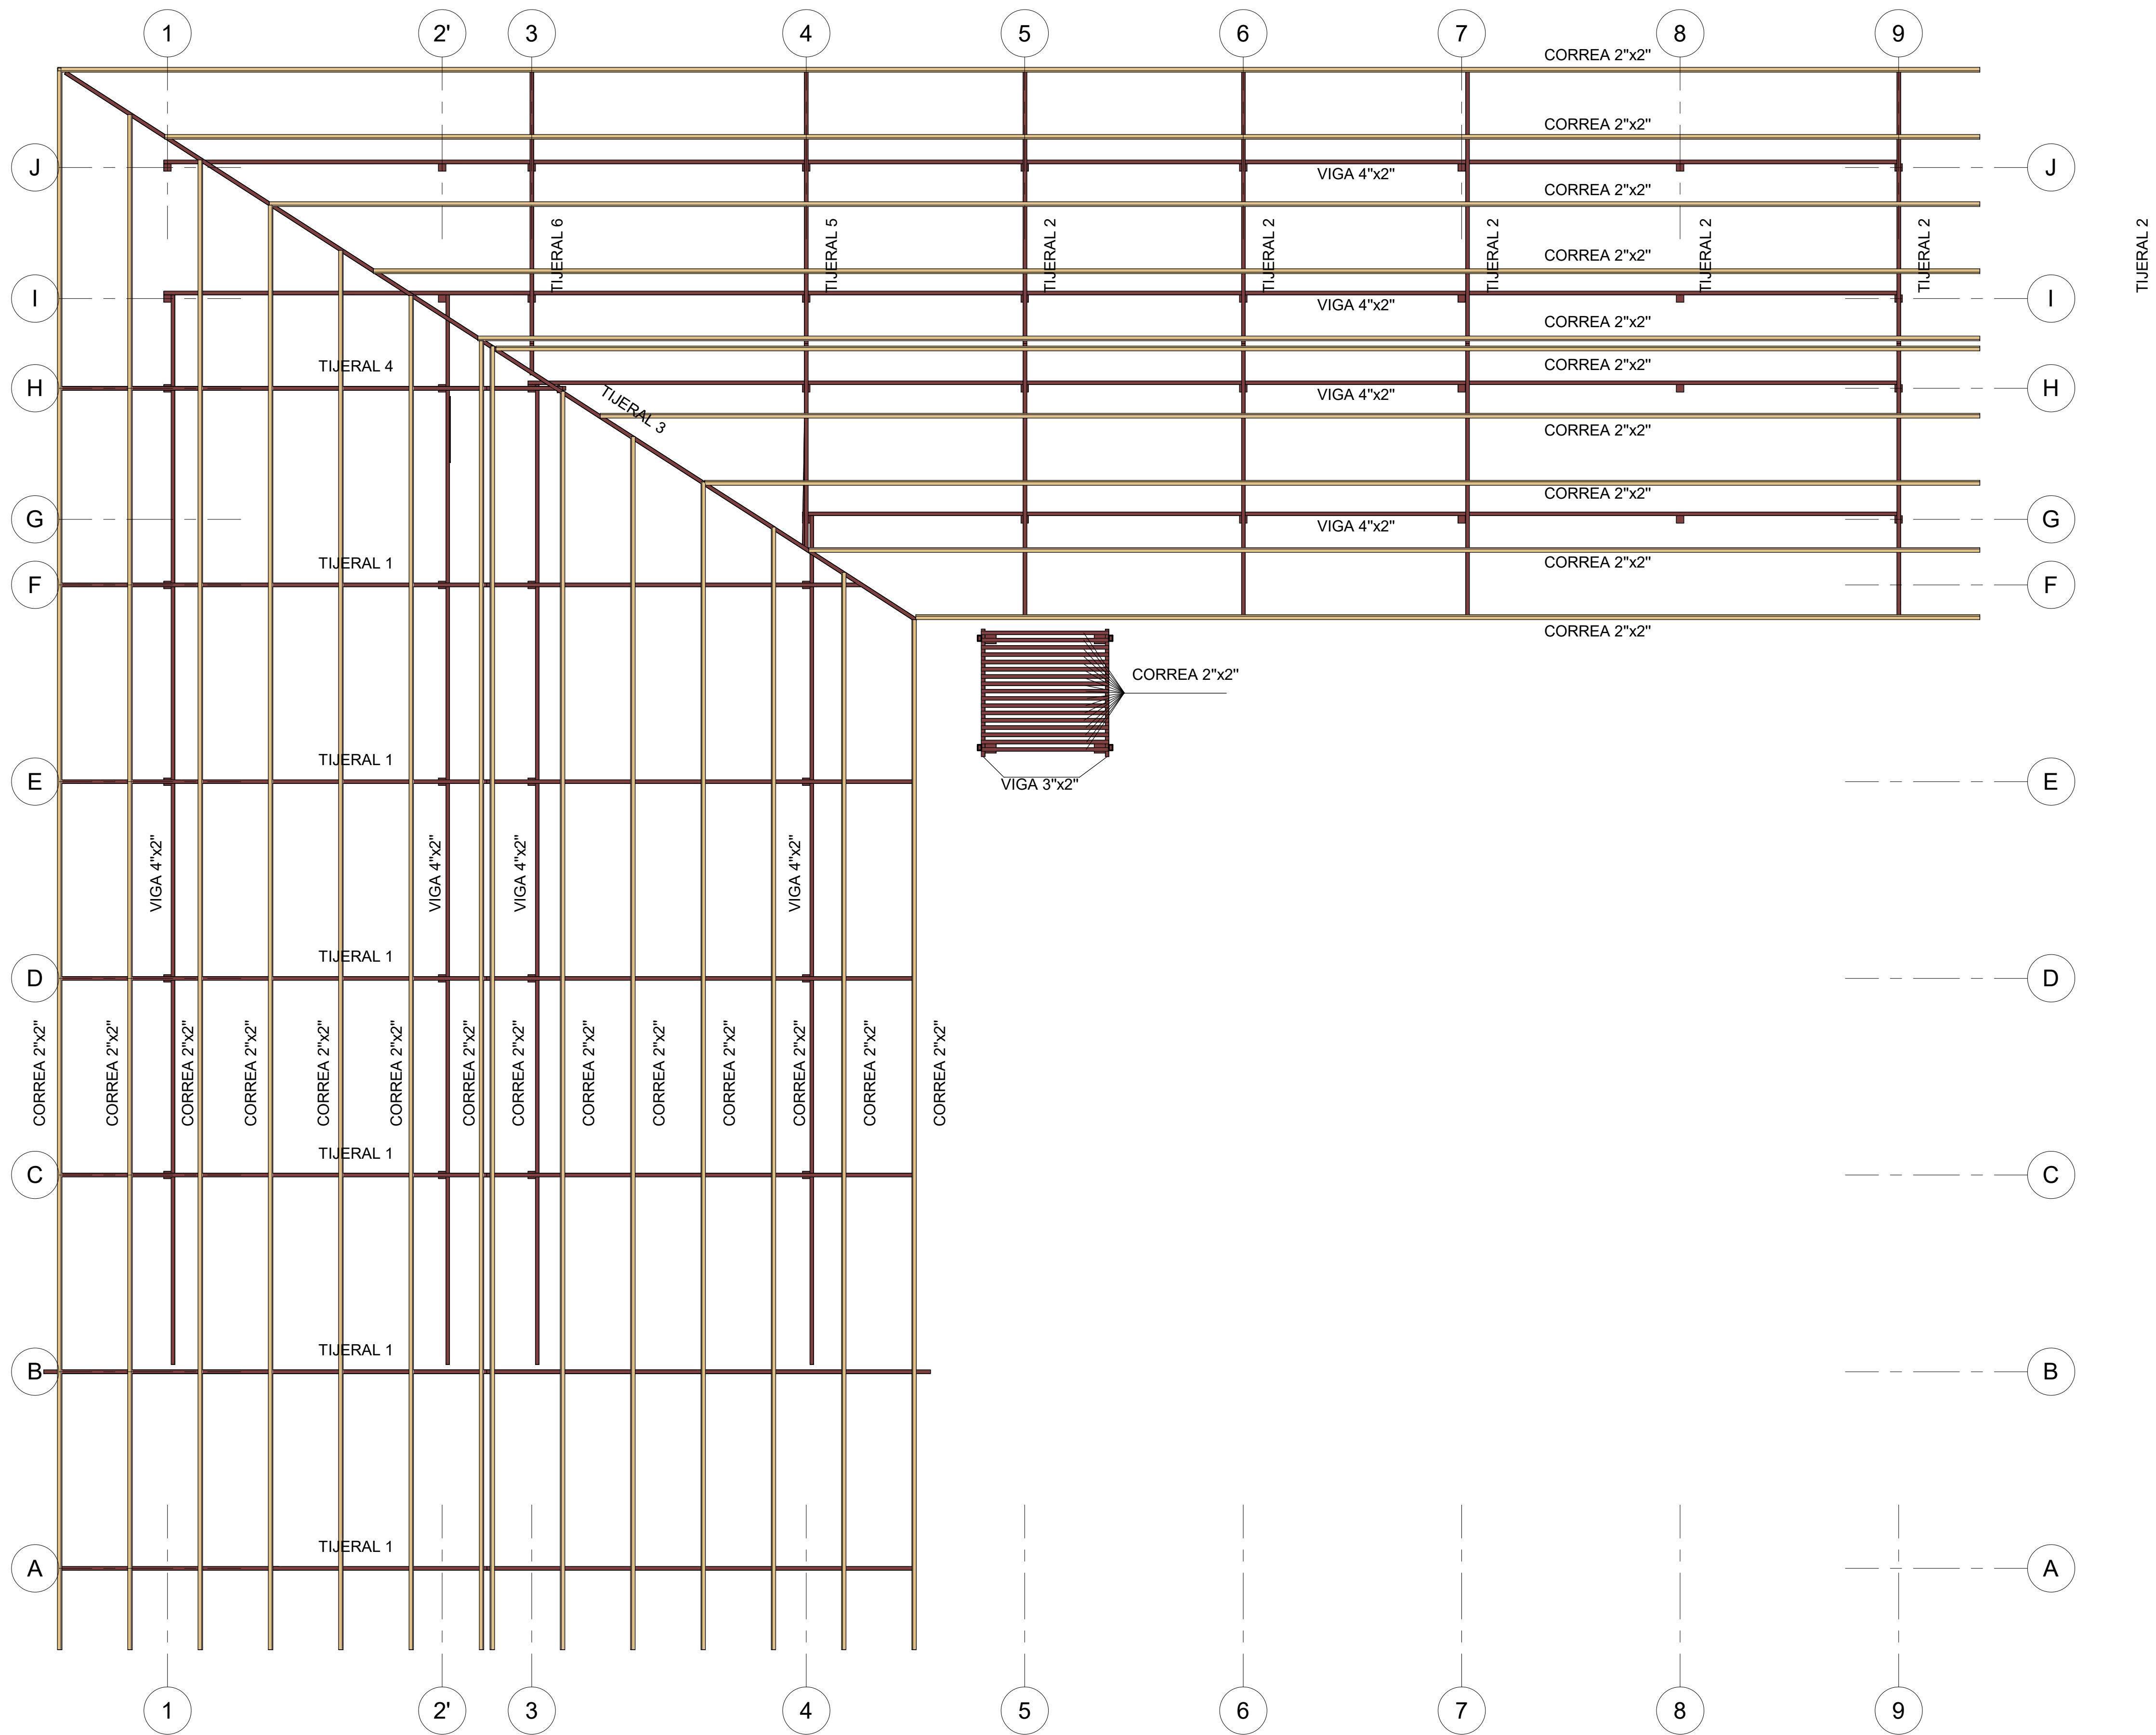 1 2' 3 4 5 6 7 8 9
CORREA 2"x2"
CORREA 2"x2"
J J
VIGA 4"x2"
CORREA 2"x2"
TIJERAL 6
TIJERAL 5
TIJERAL 2
TIJERAL 2
TIJERAL 2
TIJERAL 2
TIJERAL 2
TIJERAL 2
CORREA 2"x2"
I I
VIGA 4"x2"
CORREA 2"x2"
TIJERAL 4
CORREA 2"x2"
H H
VIGA 4"x2"
TIJERAL 3
CORREA 2"x2"
CORREA 2"x2"
G G
VIGA 4"x2"
TIJERAL 1
CORREA 2"x2"
F F
CORREA 2"x2"
CORREA 2"x2"
TIJERAL 1
E E
VIGA 3"x2"
VIGA 4"x2"
VIGA 4"x2"
VIGA 4"x2"
VIGA 4"x2"
TIJERAL 1
D D
CORREA 2"x2"
CORREA 2"x2"
CORREA 2"x2"
CORREA 2"x2"
CORREA 2"x2"
CORREA 2"x2"
CORREA 2"x2"
CORREA 2"x2"
CORREA 2"x2"
CORREA 2"x2"
CORREA 2"x2"
CORREA 2"x2"
CORREA 2"x2"
CORREA 2"x2"
TIJERAL 1
C C
TIJERAL 1
B B
TIJERAL 1
A A
1 2' 3 4 5 6 7 8 9